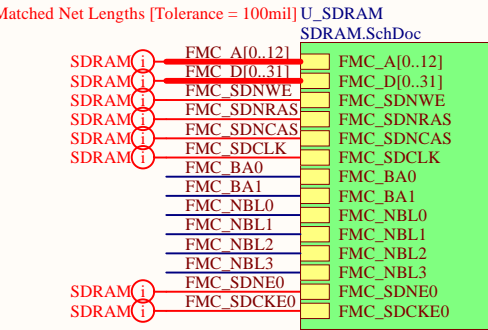 Matched Net Lengths [Tolerance = 100mil] U_SDRAM
SDRAM.SchDoc
SDRAM i FMC_A[0..12] FMC_A[0..12]
SDRAM i FMC_D[0..31] FMC_D[0..31]
SDRAM i FMC_SDNWE FMC_SDNWE
SDRAM i FMC_SDNRAS FMC_SDNRAS
SDRAM i FMC_SDNCAS FMC_SDNCAS
SDRAM i FMC_SDCLK FMC_SDCLK
FMC_BA0 FMC_BA0
FMC_BA1 FMC_BA1
FMC_NBL0 FMC_NBL0
FMC_NBL1 FMC_NBL1
FMC_NBL2 FMC_NBL2
FMC_NBL3 FMC_NBL3
SDRAM i FMC_SDNE0 FMC_SDNE0
SDRAM i FMC_SDCKE0 FMC_SDCKE0